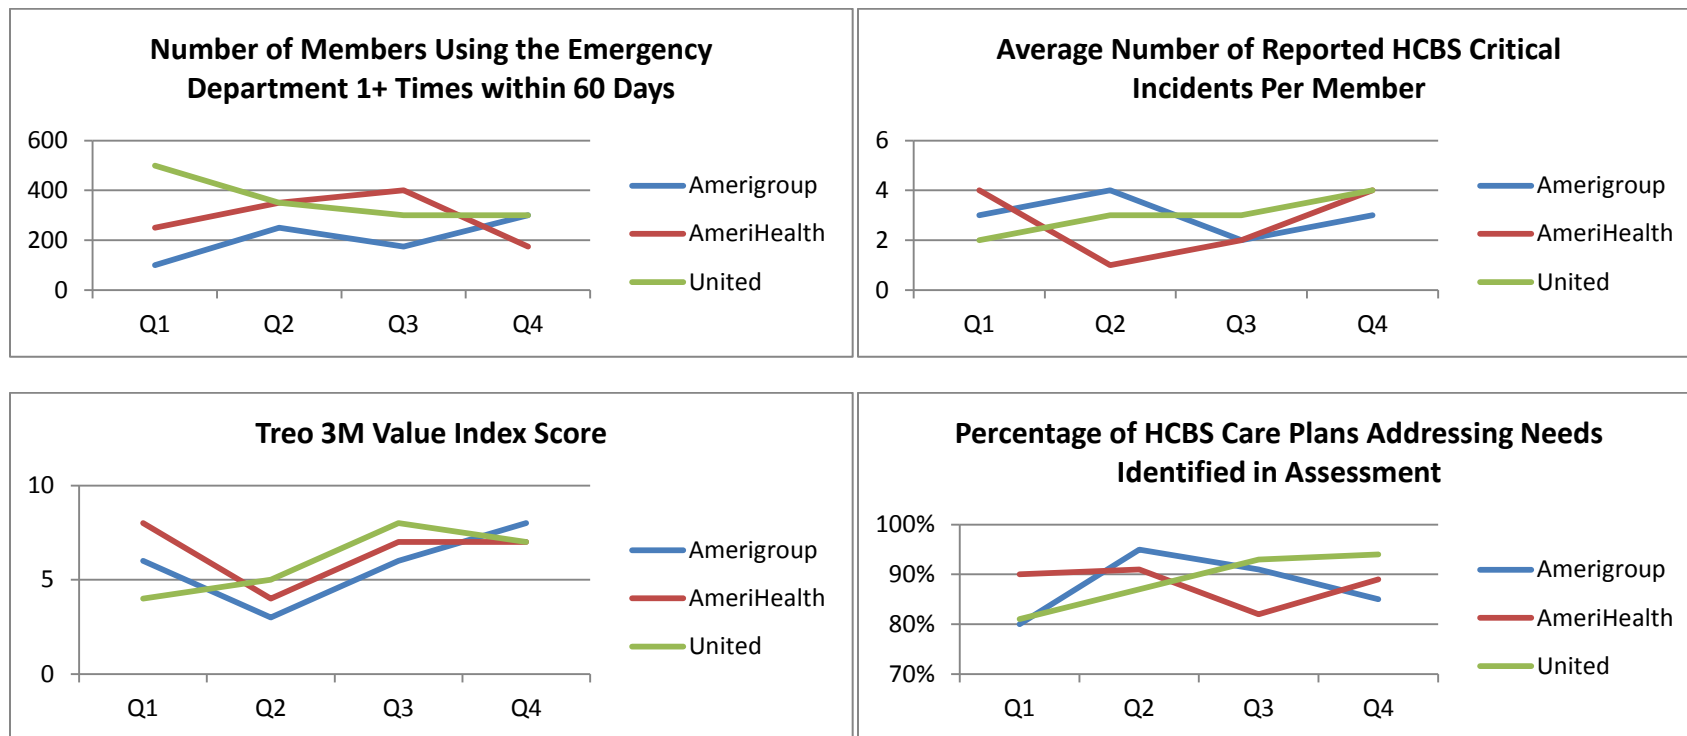 Number of Members Using the Emergency
Department 1+ Times within 60 Days
600
400
200
0
Q1 Q2 Q3 Q4
Amerigroup
AmeriHealth
United
Average Number of Reported HCBS Critical
Incidents Per Member
6
4
2
0
Q1 Q2 Q3 Q4
Amerigroup
AmeriHealth
United
Treo 3M Value Index Score
10
5
0
Q1 Q2 Q3 Q4
Amerigroup
AmeriHealth
United
Percentage of HCBS Care Plans Addressing Needs
Identified in Assessment
100%
90%
80%
70%
Q1 Q2 Q3 Q4
Amerigroup
AmeriHealth
United